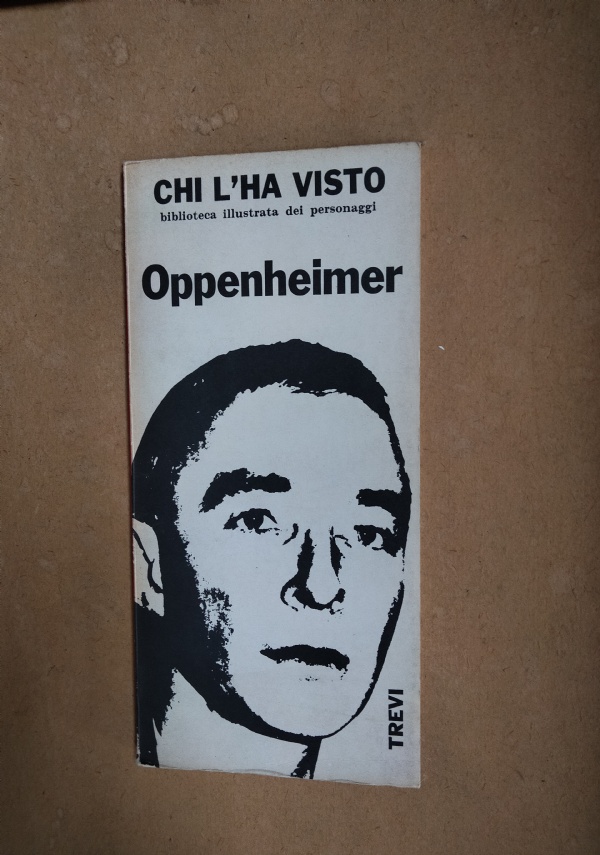 CHI L'HA VISTO
biblioteca illustrata dei personaggi
Oppenheimer
TREVI